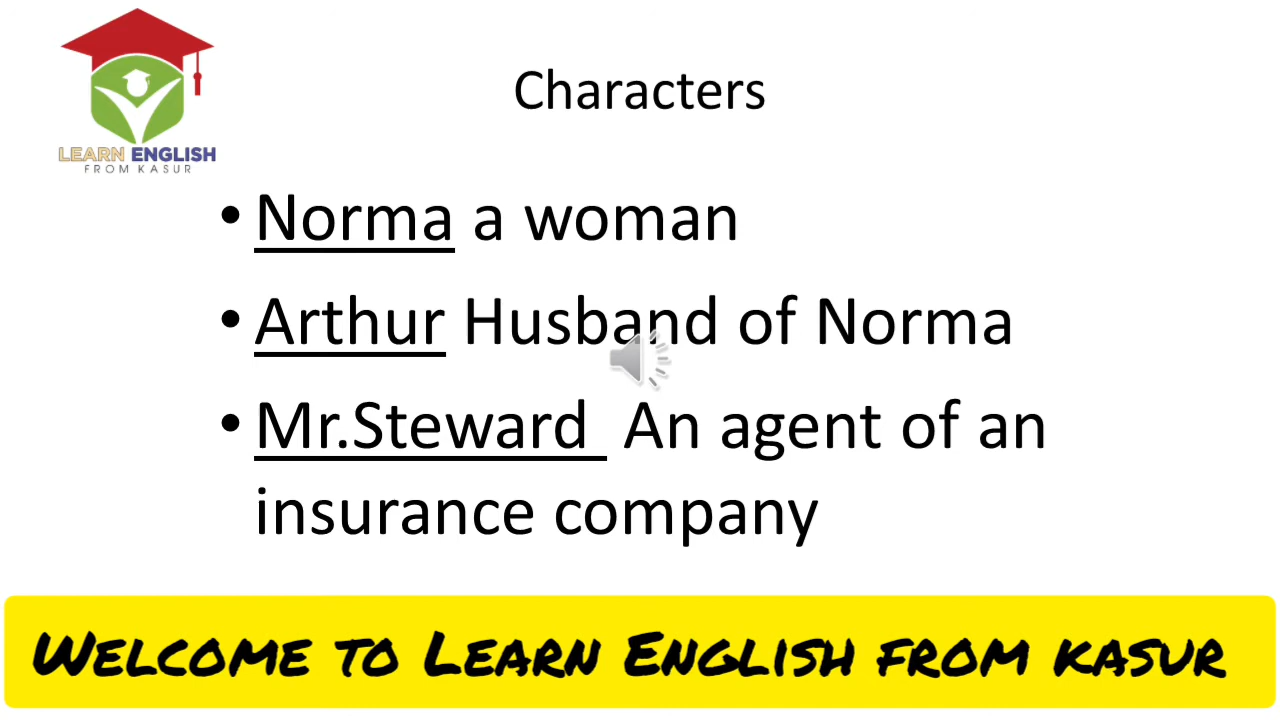 LEARN ENGLISH
FROM KASUR
Characters
• Norma a woman
• Arthur Husband of Norma
• Mr.Steward An agent of an
insurance company
WELCOME TO LEARN ENGLISH FROM KASUR